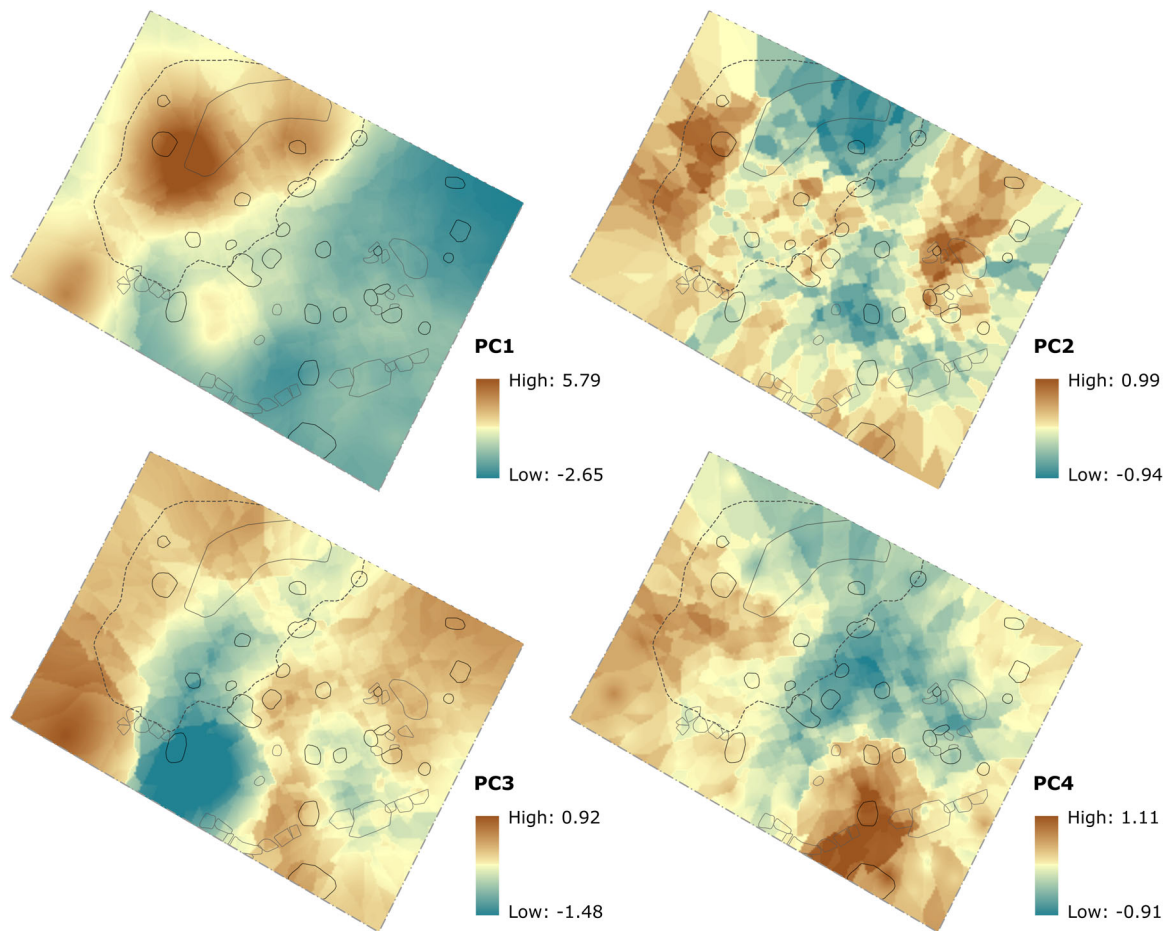 PC1
High: 5.79
Low: -2.65
PC2
High: 0.99
Low: -0.94
PC3
High: 0.92
Low: -1.48
PC4
High: 1.11
Low: -0.91